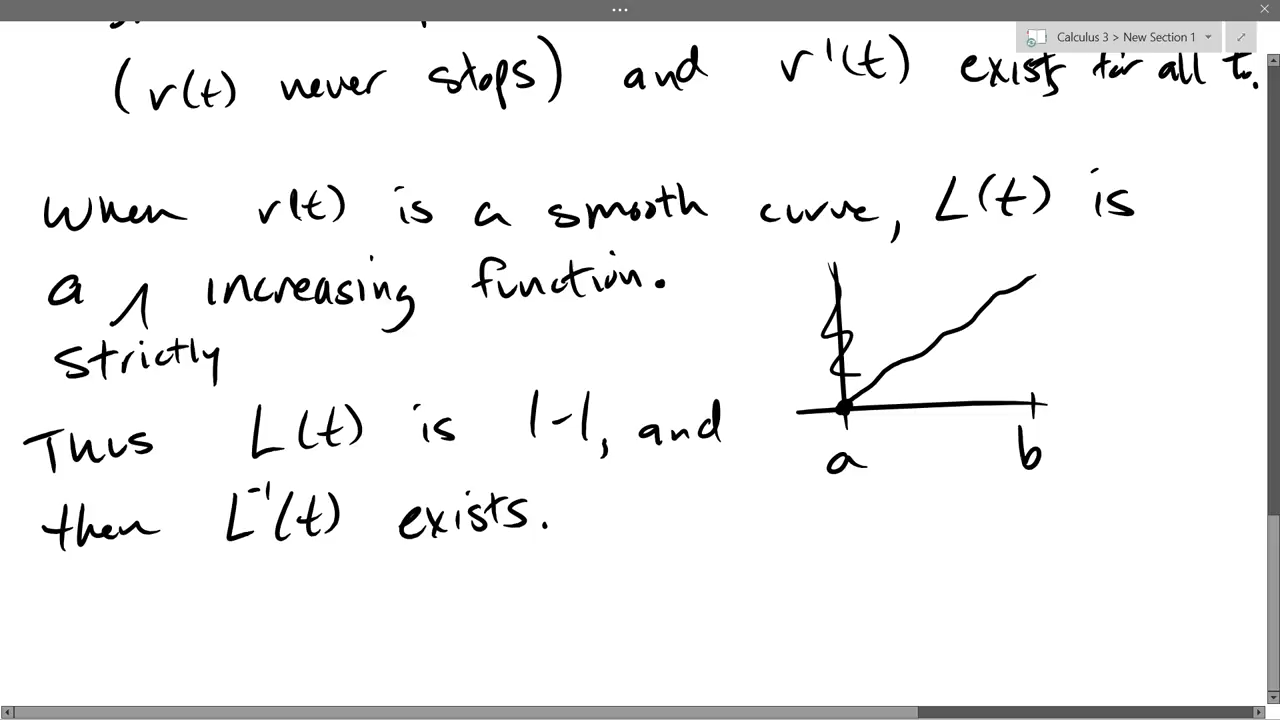 ...
Calculus 3 > New Section 1
(r(t) never stops) and r'(t) exists for all t.
When r(t) is a smooth curve, L(t) is
a increasing function.
strictly
Thus L(t) is 1-1, and
a b
then L⁻¹(t) exists.